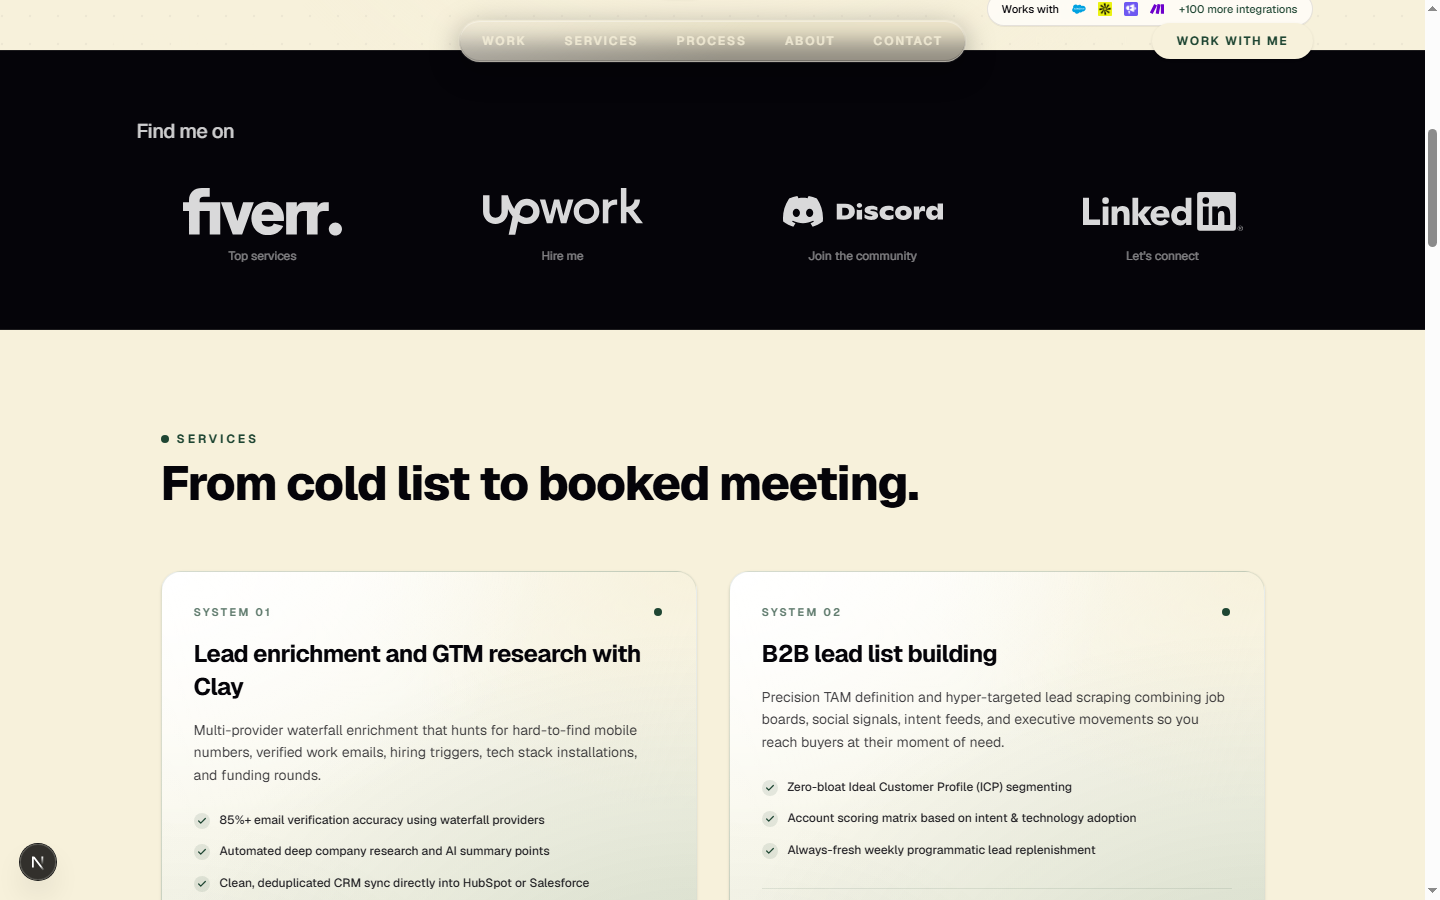 Works with
+100 more integrations
WORK
SERVICES
PROCESS
ABOUT
CONTACT
WORK WITH ME
Find me on
fiverr.
Upwork
Discord
Linked in
Top services
Hire me
Join the community
Let's connect
SERVICES
From cold list to booked meeting.
SYSTEM 01
Lead enrichment and GTM research with
Clay
Multi-provider waterfall enrichment that hunts for hard-to-find mobile
numbers, verified work emails, hiring triggers, tech stack installations,
and funding rounds.
85%+ email verification accuracy using waterfall providers
Automated deep company research and AI summary points
Clean, deduplicated CRM sync directly into HubSpot or Salesforce
SYSTEM 02
B2B lead list building
Precision TAM definition and hyper-targeted lead scraping combining job
boards, social signals, intent feeds, and executive movements so you
reach buyers at their moment of need.
Zero-bloat Ideal Customer Profile (ICP) segmenting
Account scoring matrix based on intent & technology adoption
Always-fresh weekly programmatic lead replenishment
N